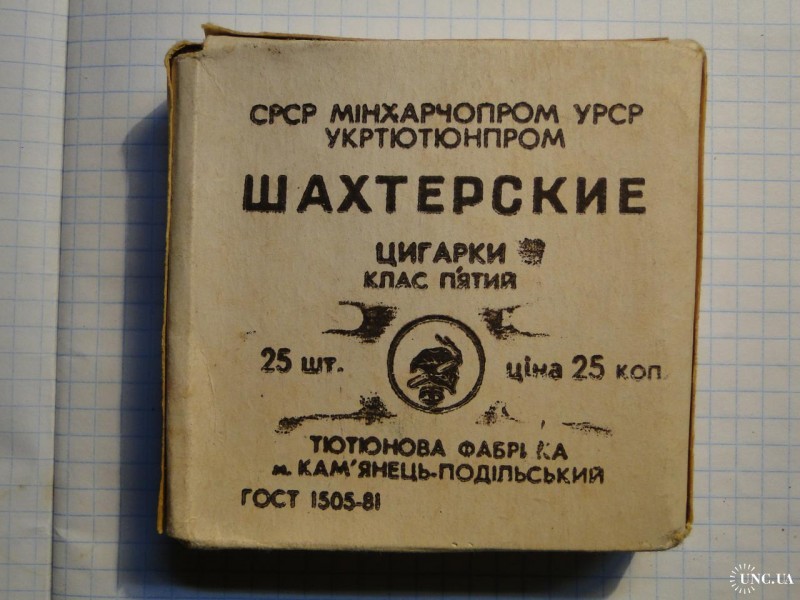 СРСР МІНХАРЧОПРОМ УРСР
УКРТЮТЮНПРОМ
ШАХТЕРСКИЕ
ЦИГАРКИ
КЛАС П'ЯТИЙ
25 шт.
ціна 25 коп
ТЮТЮНОВА ФАБРИКА
м. КАМ'ЯНЕЦЬ-ПОДІЛЬСЬКИЙ
ГОСТ 1505-81
UNC.UA